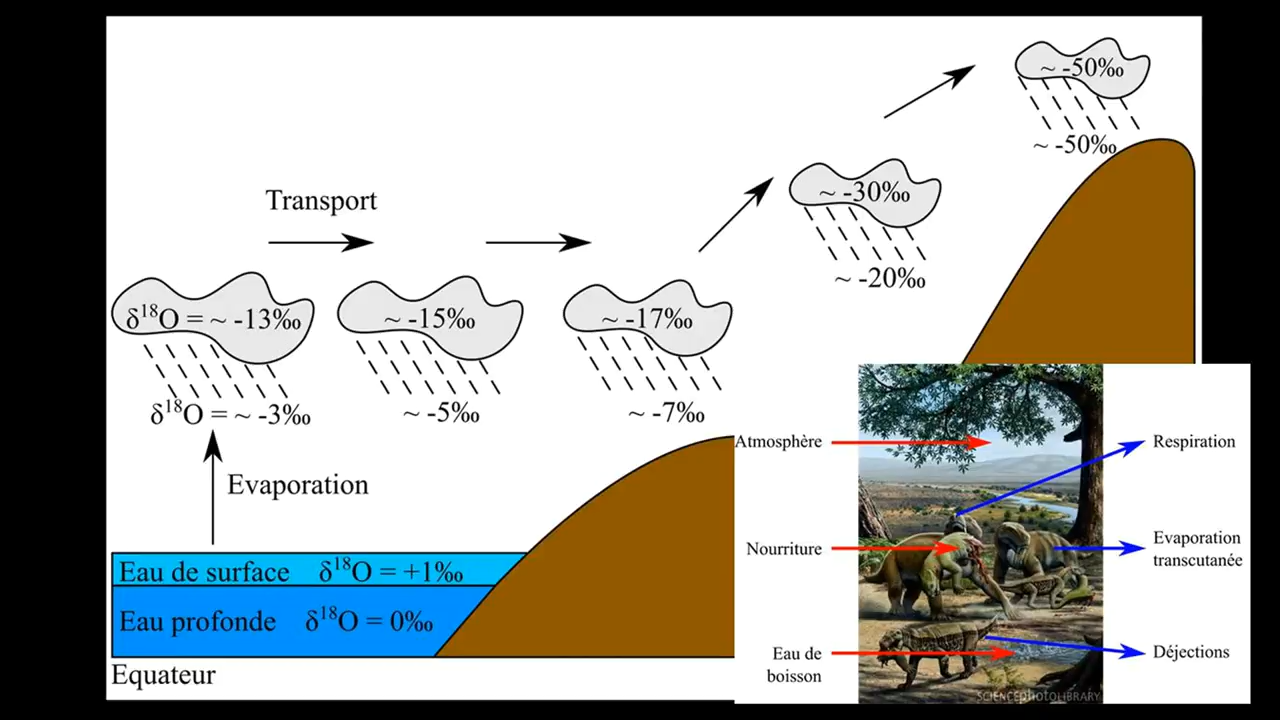 ~ -50‰
~ -50‰
~ -30‰
~ -20‰
Transport
δ¹⁸O = ~ -13‰
~ -15‰
~ -17‰
δ¹⁸O = ~ -3‰
~ -5‰
~ -7‰
Evaporation
Eau de surface δ¹⁸O = +1‰
Eau profonde δ¹⁸O = 0‰
Equateur
Atmosphère
Respiration
Nourriture
Evaporation
transcutanée
Eau de
boisson
Déjections
SCIENCEPHOTOLIBRARY